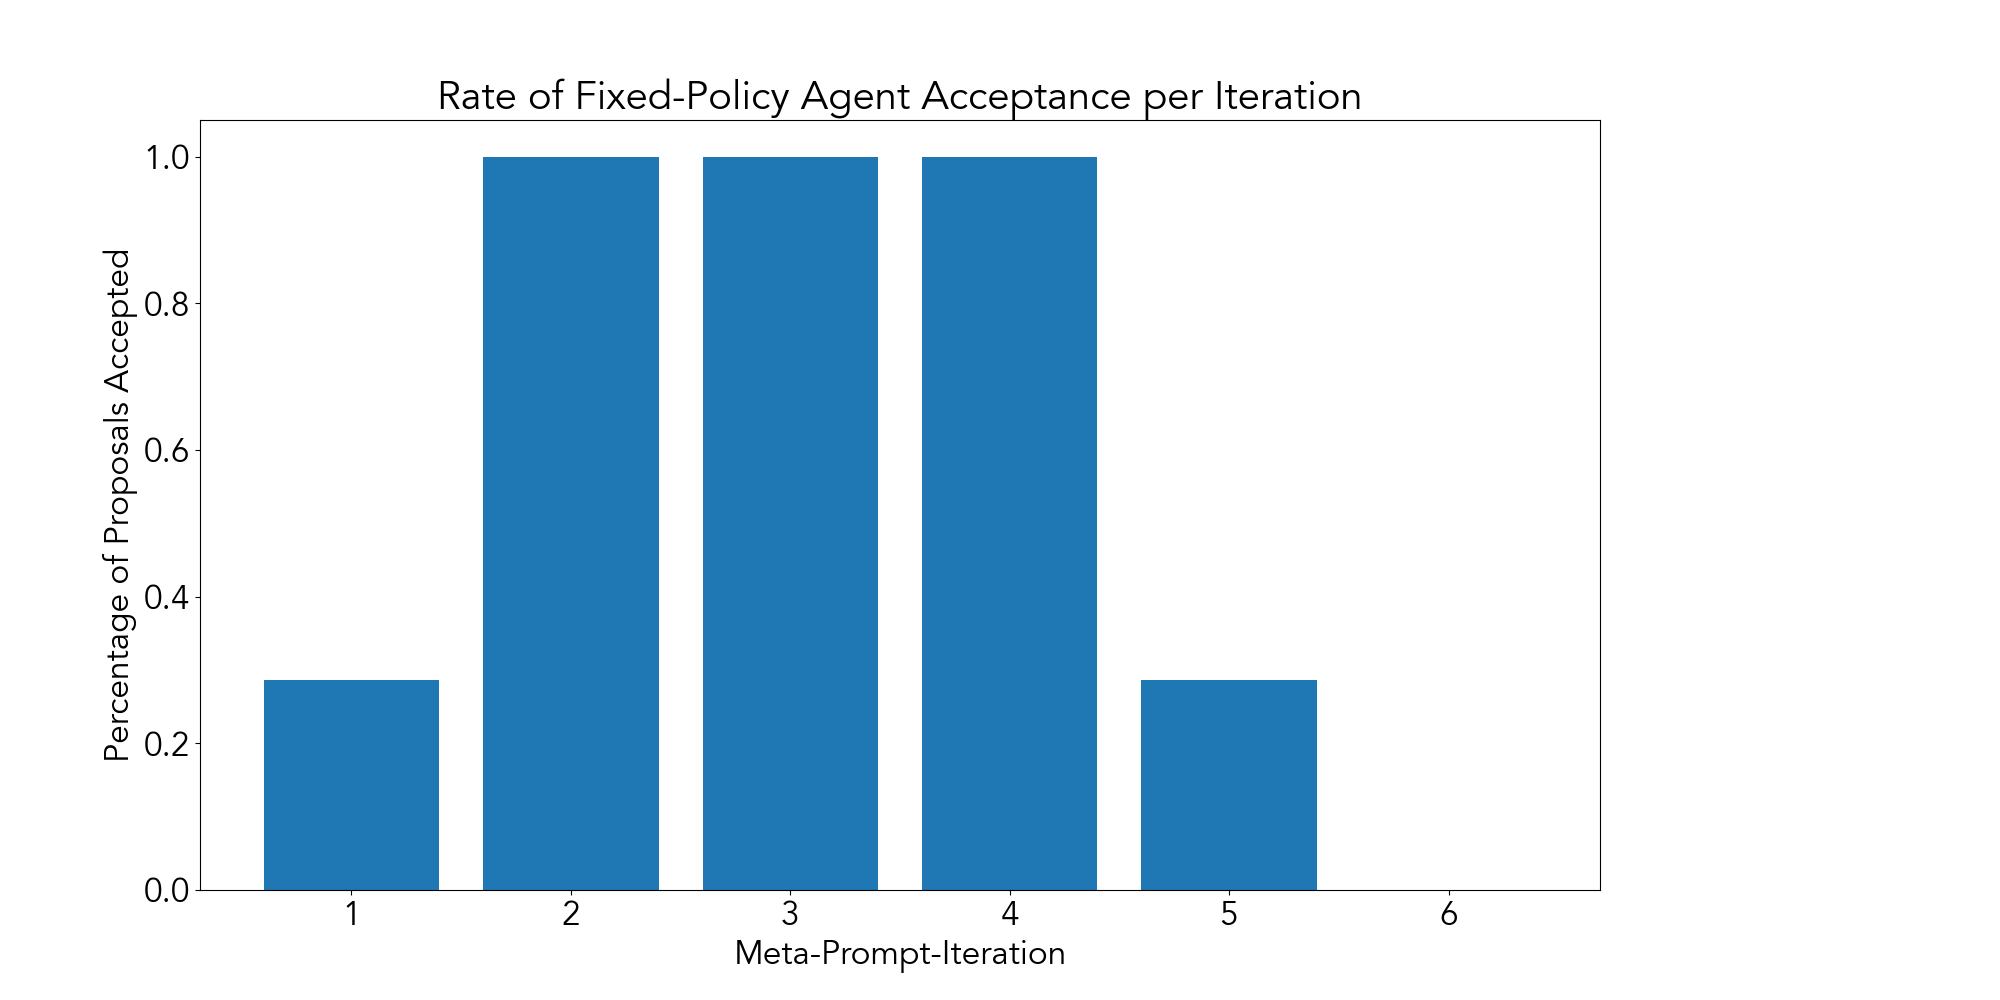 Rate of Fixed-Policy Agent Acceptance per Iteration
Percentage of Proposals Accepted
1.0
0.8
0.6
0.4
0.2
0.0
1 2 3 4 5 6
Meta-Prompt-Iteration